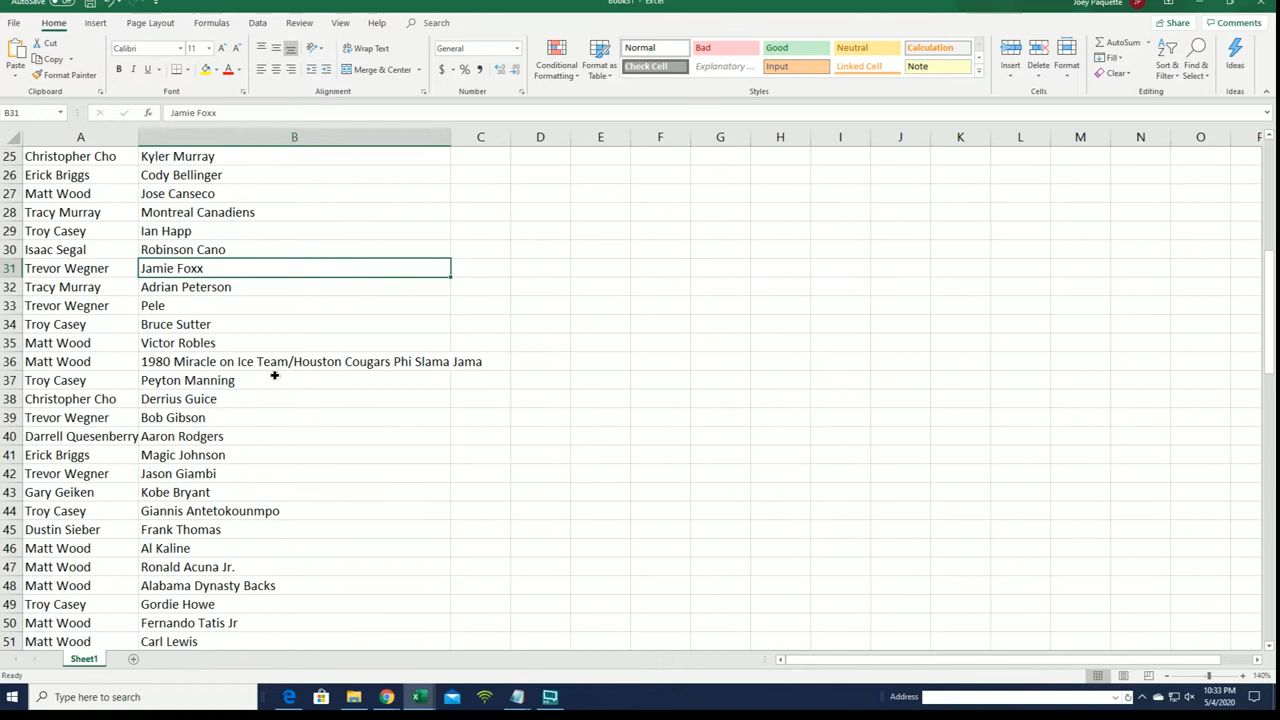 AutoSave Book31 - Excel Joey Paquette JP
File Home Insert Page Layout Formulas Data Review View Help Search Share Comments
Paste Cut Copy Format Painter Clipboard
Calibri 11 A A B I U A Font
Wrap Text Merge & Center Alignment
General $ % , Number
Conditional Formatting Format as Table Normal Bad Good Neutral Calculation
Check Cell Explanatory ... Input Linked Cell Note Styles
Insert Delete Format Cells
AutoSum Fill Clear Sort & Filter Find & Select Editing
Ideas Ideas
B31 fx Jamie Foxx
A B C D E F G H I J K L M N O
25 Christopher Cho Kyler Murray
26 Erick Briggs Cody Bellinger
27 Matt Wood Jose Canseco
28 Tracy Murray Montreal Canadiens
29 Troy Casey Ian Happ
30 Isaac Segal Robinson Cano
31 Trevor Wegner Jamie Foxx
32 Tracy Murray Adrian Peterson
33 Trevor Wegner Pele
34 Troy Casey Bruce Sutter
35 Matt Wood Victor Robles
36 Matt Wood 1980 Miracle on Ice Team/Houston Cougars Phi Slama Jama
37 Troy Casey Peyton Manning
38 Christopher Cho Derrius Guice
39 Trevor Wegner Bob Gibson
40 Darrell Quesenberry Aaron Rodgers
41 Erick Briggs Magic Johnson
42 Trevor Wegner Jason Giambi
43 Gary Geiken Kobe Bryant
44 Troy Casey Giannis Antetokounmpo
45 Dustin Sieber Frank Thomas
46 Matt Wood Al Kaline
47 Matt Wood Ronald Acuna Jr.
48 Matt Wood Alabama Dynasty Backs
49 Troy Casey Gordie Howe
50 Matt Wood Fernando Tatis Jr
51 Matt Wood Carl Lewis
Sheet1
Ready 140%
Type here to search Address 10:33 PM
5/4/2020